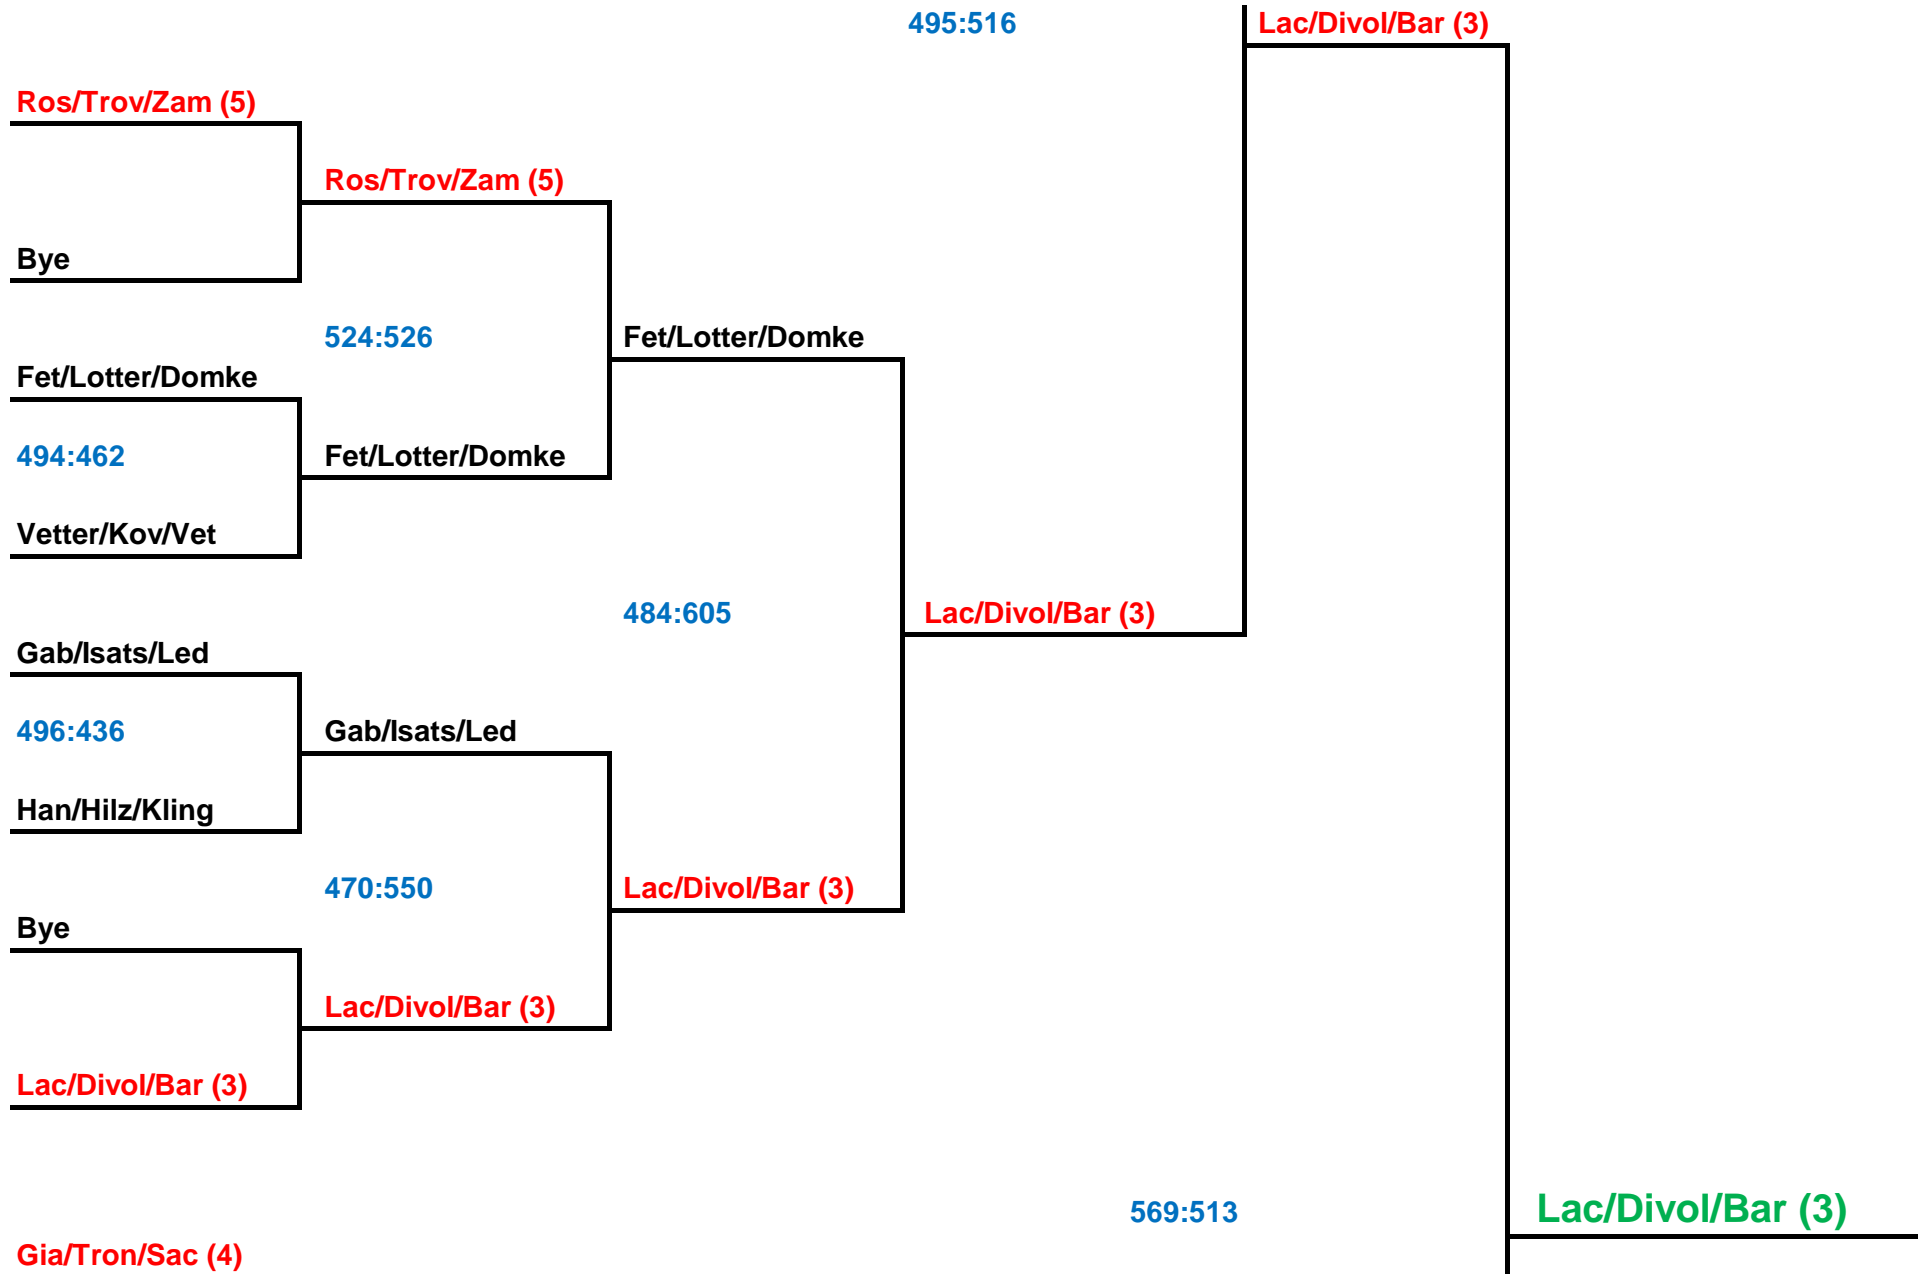 495:516
Lac/Divol/Bar (3)
Ros/Trov/Zam (5)
Ros/Trov/Zam (5)
Bye
524:526
Fet/Lotter/Domke
Fet/Lotter/Domke
494:462
Fet/Lotter/Domke
Vetter/Kov/Vet
484:605
Lac/Divol/Bar (3)
Gab/Isats/Led
496:436
Gab/Isats/Led
Han/Hilz/Kling
470:550
Lac/Divol/Bar (3)
Bye
Lac/Divol/Bar (3)
Lac/Divol/Bar (3)
569:513
Lac/Divol/Bar (3)
Gia/Tron/Sac (4)